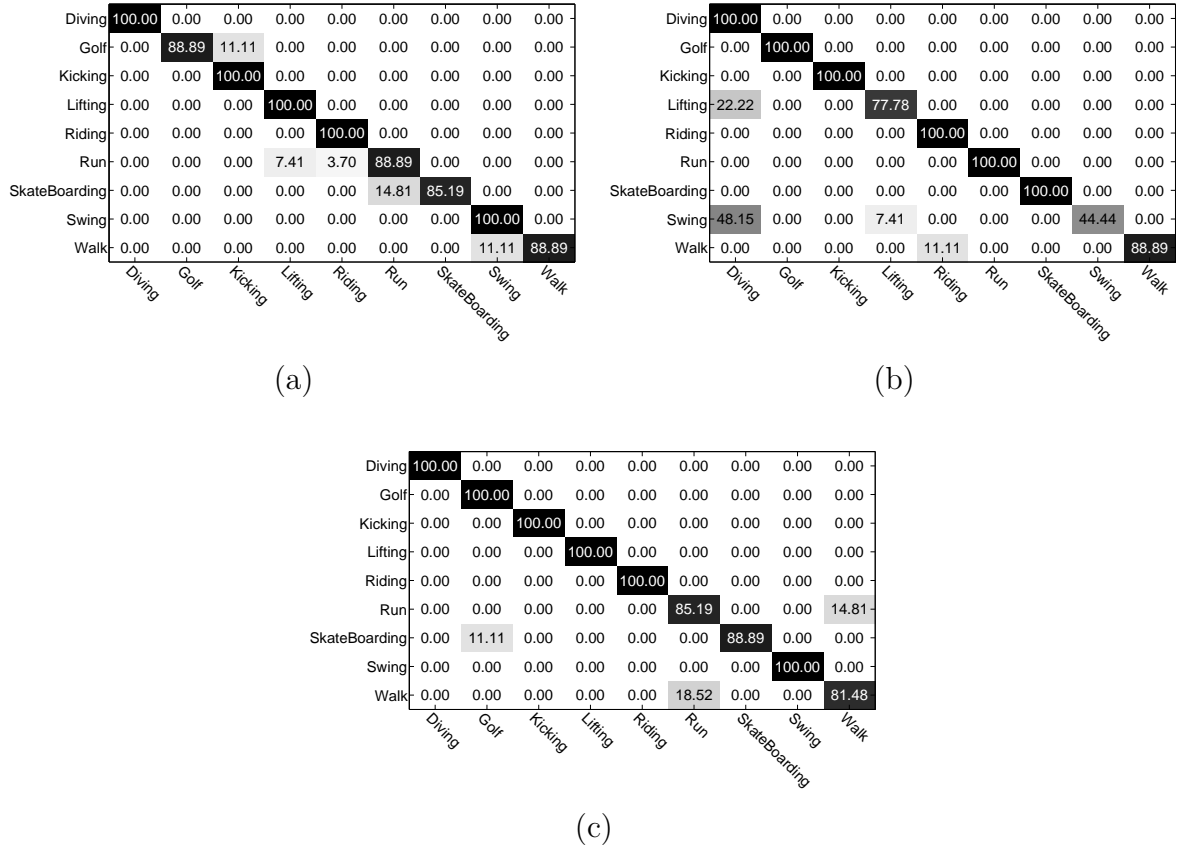 Diving 100.00 0.00 0.00 0.00 0.00 0.00 0.00 0.00 0.00
Golf 0.00 88.89 11.11 0.00 0.00 0.00 0.00 0.00 0.00
Kicking 0.00 0.00 100.00 0.00 0.00 0.00 0.00 0.00 0.00
Lifting 0.00 0.00 0.00 100.00 0.00 0.00 0.00 0.00 0.00
Riding 0.00 0.00 0.00 0.00 100.00 0.00 0.00 0.00 0.00
Run 0.00 0.00 0.00 7.41 3.70 88.89 0.00 0.00 0.00
SkateBoarding 0.00 0.00 0.00 0.00 0.00 14.81 85.19 0.00 0.00
Swing 0.00 0.00 0.00 0.00 0.00 0.00 0.00 100.00 0.00
Walk 0.00 0.00 0.00 0.00 0.00 0.00 0.00 11.11 88.89
Diving Golf Kicking Lifting Riding Run SkateBoarding Swing Walk
(a)
Diving 100.00 0.00 0.00 0.00 0.00 0.00 0.00 0.00 0.00
Golf 0.00 100.00 0.00 0.00 0.00 0.00 0.00 0.00 0.00
Kicking 0.00 0.00 100.00 0.00 0.00 0.00 0.00 0.00 0.00
Lifting 22.22 0.00 0.00 77.78 0.00 0.00 0.00 0.00 0.00
Riding 0.00 0.00 0.00 0.00 100.00 0.00 0.00 0.00 0.00
Run 0.00 0.00 0.00 0.00 0.00 100.00 0.00 0.00 0.00
SkateBoarding 0.00 0.00 0.00 0.00 0.00 0.00 100.00 0.00 0.00
Swing 48.15 0.00 0.00 7.41 0.00 0.00 0.00 44.44 0.00
Walk 0.00 0.00 0.00 0.00 11.11 0.00 0.00 0.00 88.89
Diving Golf Kicking Lifting Riding Run SkateBoarding Swing Walk
(b)
Diving 100.00 0.00 0.00 0.00 0.00 0.00 0.00 0.00 0.00
Golf 0.00 100.00 0.00 0.00 0.00 0.00 0.00 0.00 0.00
Kicking 0.00 0.00 100.00 0.00 0.00 0.00 0.00 0.00 0.00
Lifting 0.00 0.00 0.00 100.00 0.00 0.00 0.00 0.00 0.00
Riding 0.00 0.00 0.00 0.00 100.00 0.00 0.00 0.00 0.00
Run 0.00 0.00 0.00 0.00 0.00 85.19 0.00 0.00 14.81
SkateBoarding 0.00 11.11 0.00 0.00 0.00 0.00 88.89 0.00 0.00
Swing 0.00 0.00 0.00 0.00 0.00 0.00 0.00 100.00 0.00
Walk 0.00 0.00 0.00 0.00 0.00 18.52 0.00 0.00 81.48
Diving Golf Kicking Lifting Riding Run SkateBoarding Swing Walk
(c)